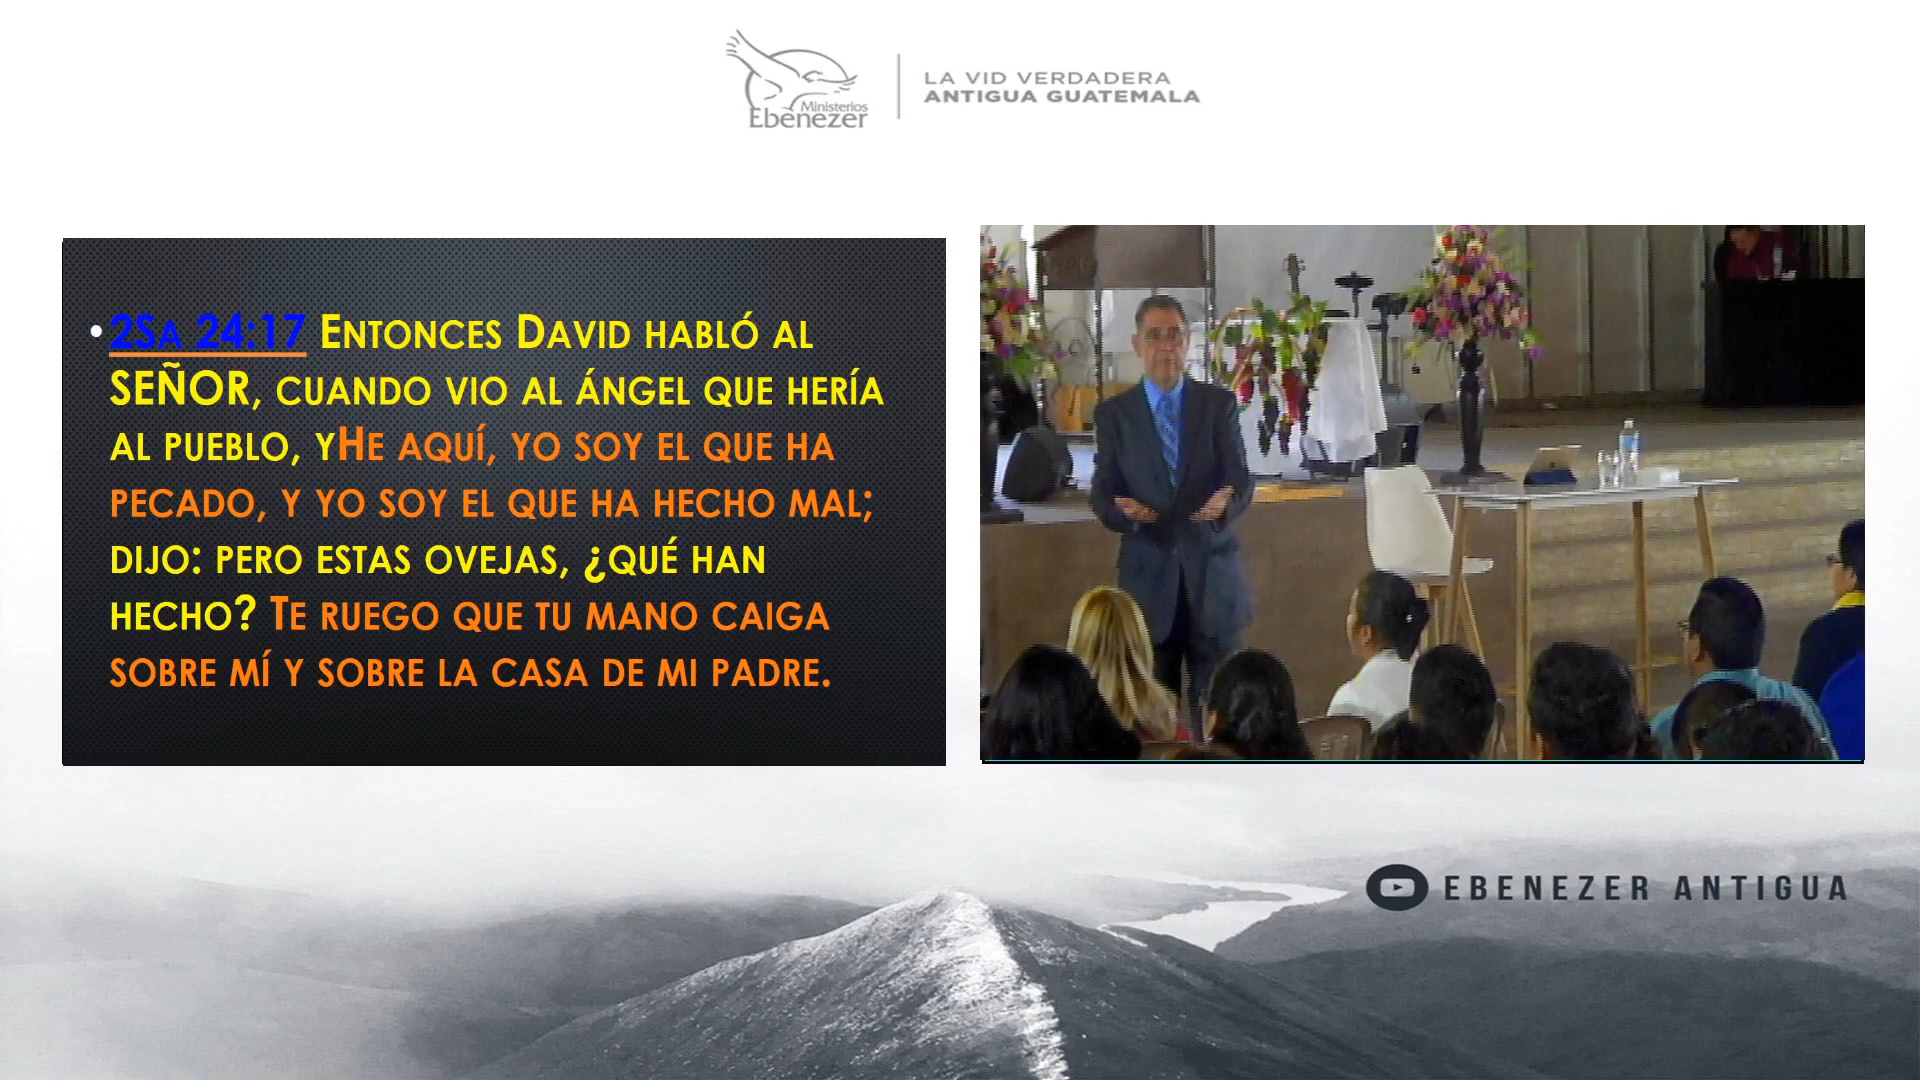 Ministerios
Ebenezer
LA VID VERDADERA
ANTIGUA GUATEMALA
• 2Sa 24:17 Entonces David habló al
SEÑOR, cuando vio al ángel que hería
al pueblo, yHe aquí, yo soy el que ha
pecado, y yo soy el que ha hecho mal;
dijo: pero estas ovejas, ¿qué han
hecho? Te ruego que tu mano caiga
sobre mí y sobre la casa de mi padre.
EBENEZER ANTIGUA